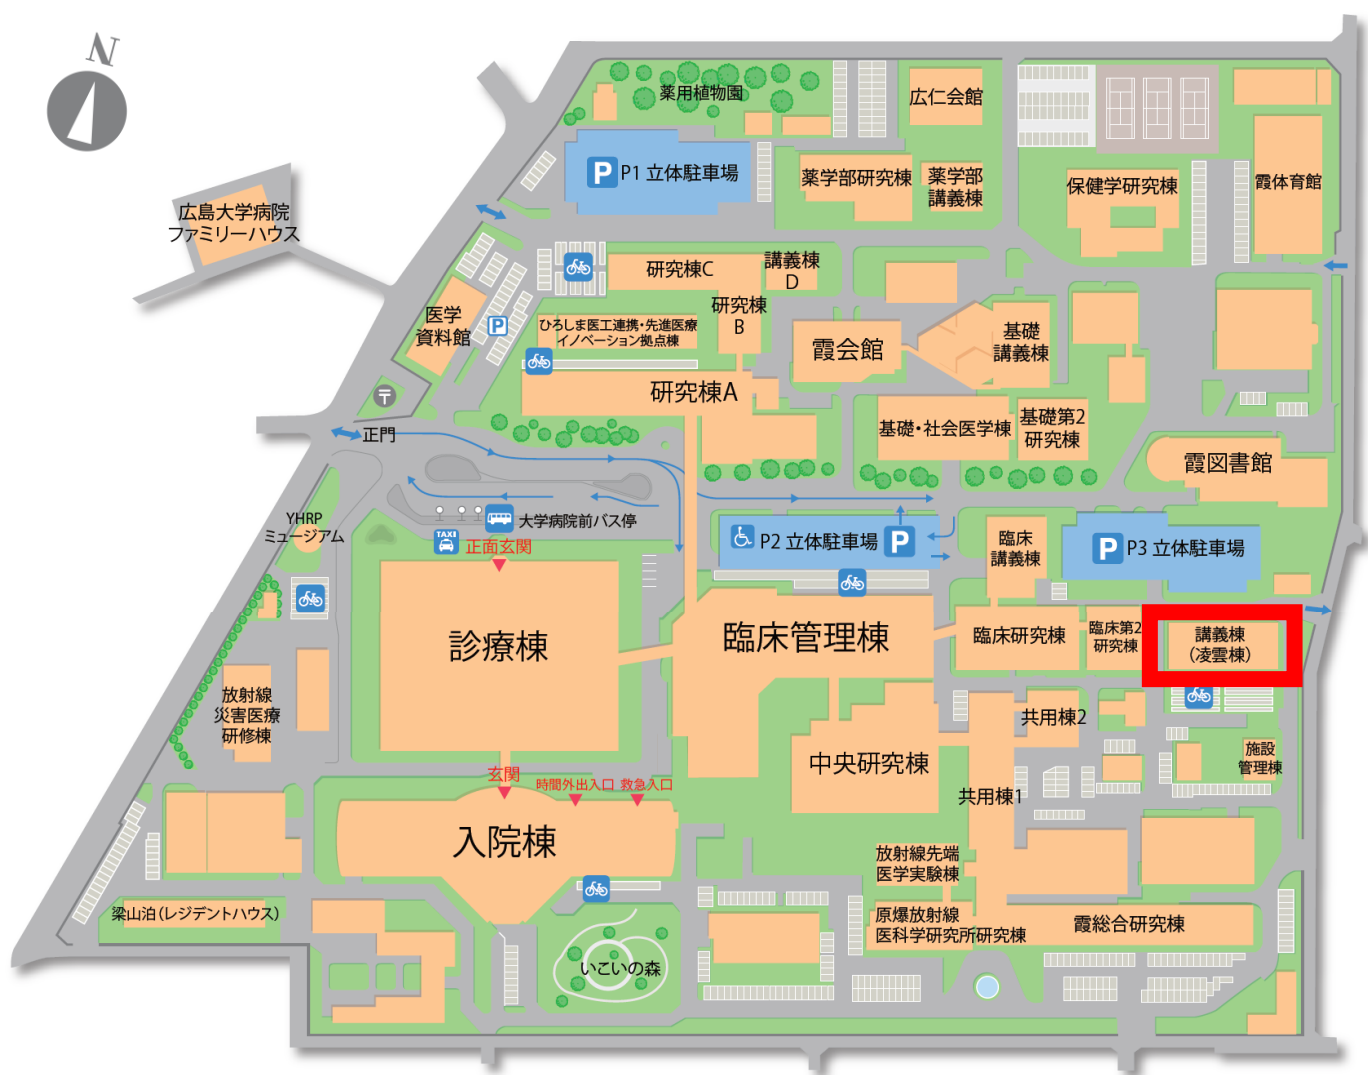 N
薬用植物園
広仁会館
P
P1 立体駐車場
薬学部研究棟
薬学部
講義棟
保健学研究棟
霞体育館
広島大学病院
ファミリーハウス
研究棟C
講義棟
D
研究棟
B
医学
資料館
P
ひろしま医工連携・先進医療
イノベーション拠点棟
霞会館
基礎
講義棟
研究棟A
〒
正門
基礎・社会医学棟
基礎第2
研究棟
霞図書館
YHRP
ミュージアム
TAXI
大学病院前バス停
正面玄関
P2 立体駐車場
P
臨床
講義棟
P
P3 立体駐車場
診療棟
臨床管理棟
臨床研究棟
臨床第2
研究棟
講義棟
(凌雲棟)
放射線
災害医療
研修棟
共用棟2
中央研究棟
施設
管理棟
玄関
時間外出入口
救急入口
共用棟1
入院棟
放射線先端
医学実験棟
梁山泊(レジデントハウス)
原爆放射線
医科学研究所研究棟
霞総合研究棟
いこいの森